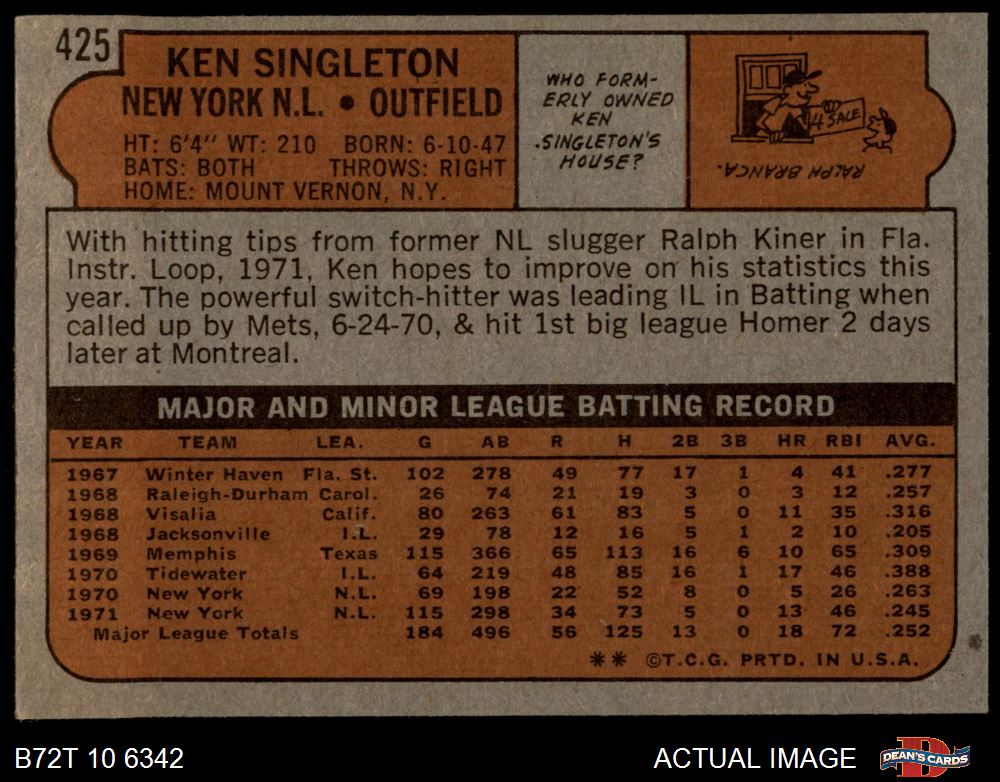 425
KEN SINGLETON
NEW YORK N.L. • OUTFIELD
HT: 6'4" WT: 210 BORN: 6-10-47
BATS: BOTH THROWS: RIGHT
HOME: MOUNT VERNON, N.Y.
WHO FORM-
ERLY OWNED
KEN
SINGLETON'S
HOUSE?
4 SALE
RALPH BRANCA.
With hitting tips from former NL slugger Ralph Kiner in Fla.
Instr. Loop, 1971, Ken hopes to improve on his statistics this
year. The powerful switch-hitter was leading IL in Batting when
called up by Mets, 6-24-70, & hit 1st big league Homer 2 days
later at Montreal.
MAJOR AND MINOR LEAGUE BATTING RECORD
YEAR TEAM LEA. G AB R H 2B 3B HR RBI AVG.
1967 Winter Haven Fla. St. 102 278 49 77 17 1 4 41 .277
1968 Raleigh-Durham Carol. 26 74 21 19 3 0 3 12 .257
1968 Visalia Calif. 80 263 61 83 5 0 11 35 .316
1968 Jacksonville I.L. 29 78 12 16 5 1 2 10 .205
1969 Memphis Texas 115 366 65 113 16 6 10 65 .309
1970 Tidewater I.L. 64 219 48 85 16 1 17 46 .388
1970 New York N.L. 69 198 22 52 8 0 5 26 .263
1971 New York N.L. 115 298 34 73 5 0 13 46 .245
Major League Totals 184 496 56 125 13 0 18 72 .252
** ©T.C.G. PRTD. IN U.S.A.
B72T 10 6342
ACTUAL IMAGE
DEAN'S CARDS